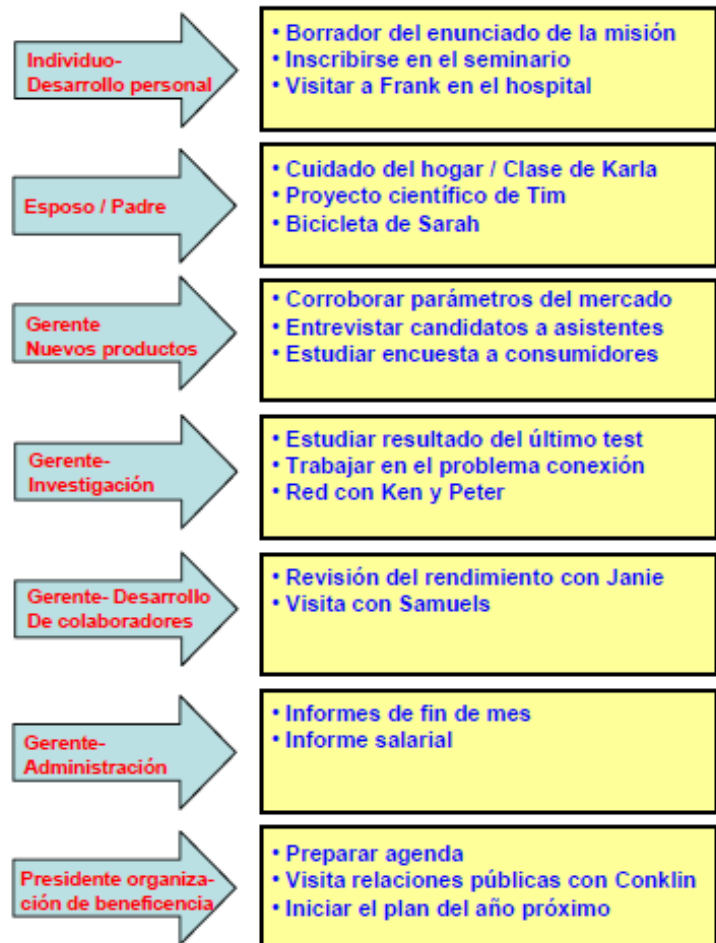 Individuo-
Desarrollo personal
• Borrador del enunciado de la misión
• Inscribirse en el seminario
• Visitar a Frank en el hospital
Esposo / Padre
• Cuidado del hogar / Clase de Karla
• Proyecto científico de Tim
• Bicicleta de Sarah
Gerente
Nuevos productos
• Corroborar parámetros del mercado
• Entrevistar candidatos a asistentes
• Estudiar encuesta a consumidores
Gerente-
Investigación
• Estudiar resultado del último test
• Trabajar en el problema conexión
• Red con Ken y Peter
Gerente- Desarrollo
De colaboradores
• Revisión del rendimiento con Janie
• Visita con Samuels
Gerente-
Administración
• Informes de fin de mes
• Informe salarial
Presidente organiza-
ción de beneficencia
• Preparar agenda
• Visita relaciones públicas con Conklin
• Iniciar el plan del año próximo